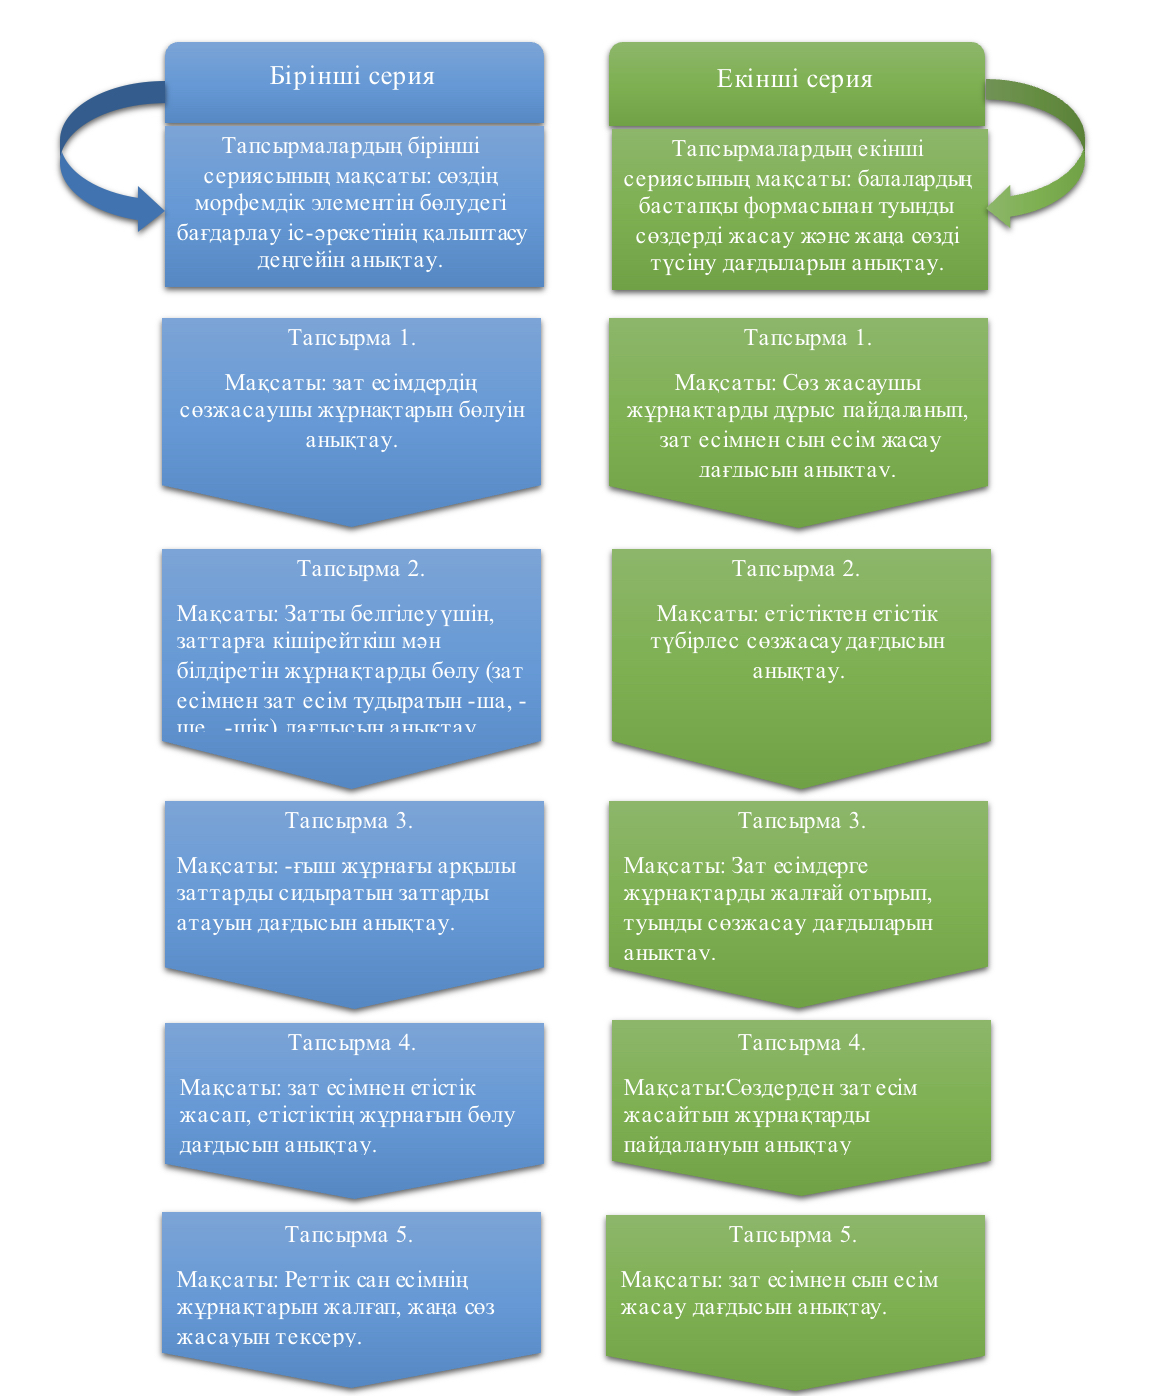 Бірінші серия
Тапсырмалардың бірінші
сериясының мақсаты: сөздің
морфемдік элементін бөлудегі
бағдарлау іс-әрекетінің қалыптасу
деңгейін анықтау.
Тапсырма 1.
Мақсаты: зат есімдердің
сөзжасаушы жұрнақтарын бөлуін
анықтау.
Тапсырма 2.
Мақсаты: Затты белгілеу үшін,
заттарға кішірейткіш мән
білдіретін жұрнақтарды бөлу (зат
есімнен зат есім тудыратын -ша, -
ше, -шік) дағдысын анықтау
Тапсырма 3.
Мақсаты: -ғыш жұрнағы арқылы
заттарды сидыратын заттарды
атауын дағдысын анықтау.
Тапсырма 4.
Мақсаты: зат есімнен етістік
жасап, етістіктің жұрнағын бөлу
дағдысын анықтау.
Тапсырма 5.
Мақсаты: Реттік сан есімнің
жұрнақтарын жалғап, жаңа сөз
жасауын тексеру.
Екінші серия
Тапсырмалардың екінші
сериясының мақсаты: балалардың
бастапқы формасынан туынды
сөздерді жасау және жаңа сөзді
түсіну дағдыларын анықтау.
Тапсырма 1.
Мақсаты: Сөз жасаушы
жұрнақтарды дұрыс пайдаланып,
зат есімнен сын есім жасау
дағдысын анықтау.
Тапсырма 2.
Мақсаты: етістіктен етістік
түбірлес сөзжасау дағдысын
анықтау.
Тапсырма 3.
Мақсаты: Зат есімдерге
жұрнақтарды жалғай отырып,
туынды сөзжасау дағдыларын
анықтау.
Тапсырма 4.
Мақсаты:Сөздерден зат есім
жасайтын жұрнақтарды
пайдалануын анықтау
Тапсырма 5.
Мақсаты: зат есімнен сын есім
жасау дағдысын анықтау.